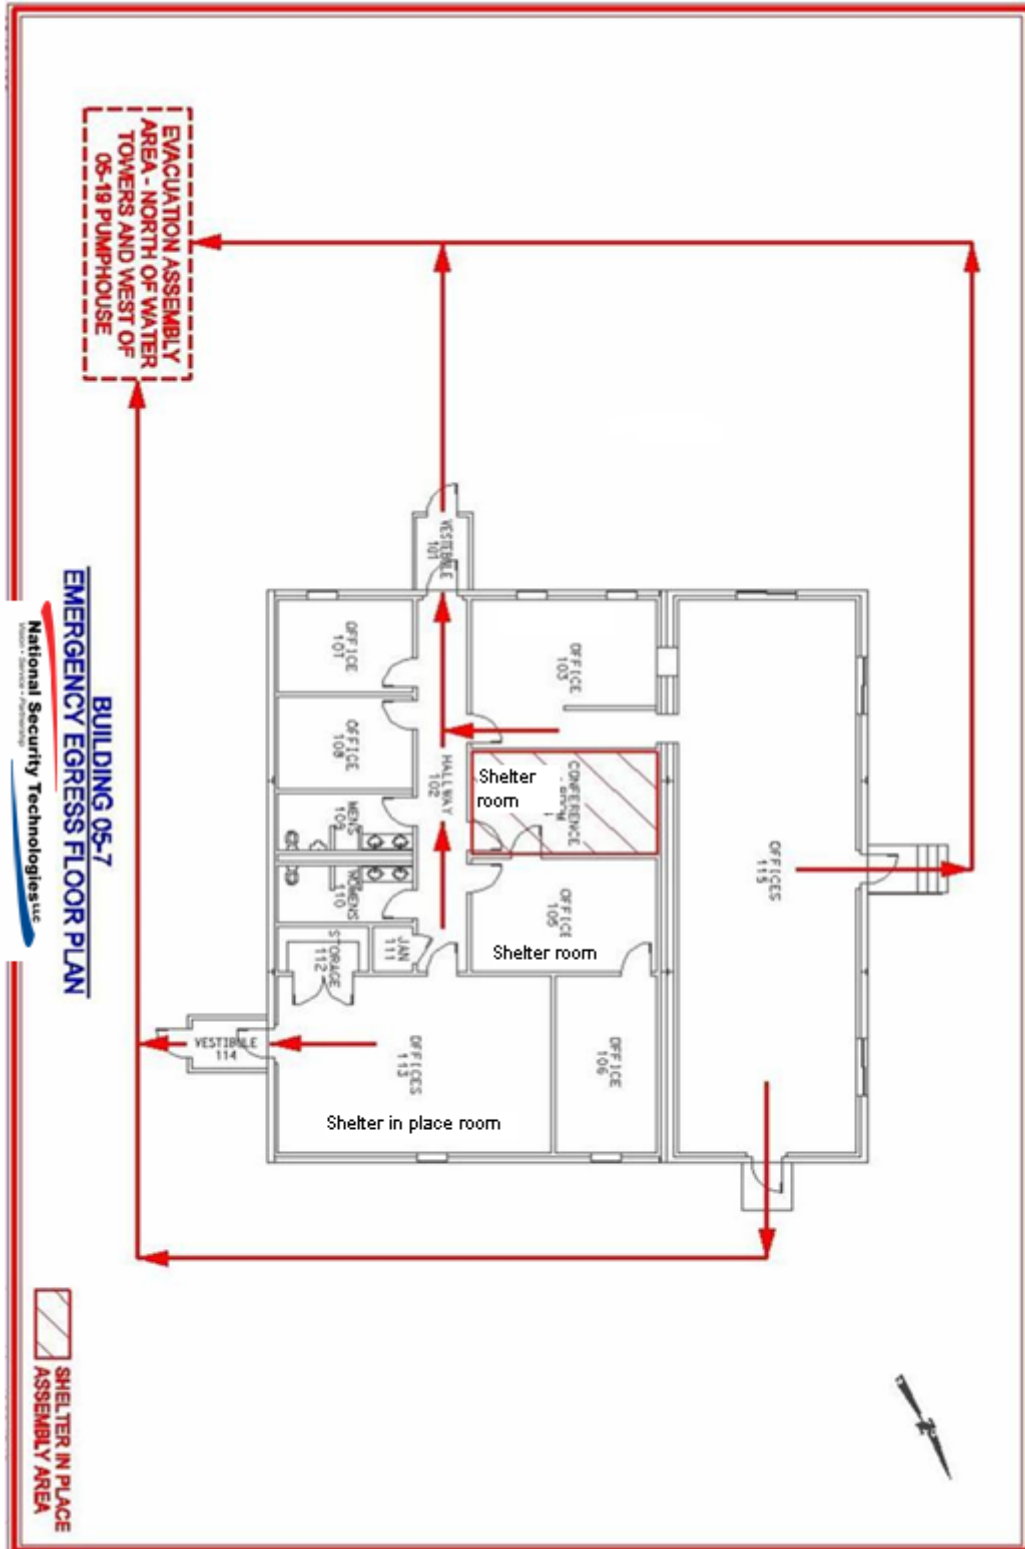 EVACUATION ASSEMBLY
AREA - NORTH OF WATER
TOWERS AND WEST OF
05-19 PUMPHOUSE
VESTIBULE
101
OFFICE
107
OFFICE
103
OFFICE
108
HALLWAY
102
CONFERENCE
Shelter
room
MENS
109
WOMENS
110
OFFICE
105
Shelter room
JAN
111
STORAGE
112
OFFICES
115
VESTIBULE
114
OFFICES
113
OFFICE
106
Shelter in place room
BUILDING 05-7
EMERGENCY EGRESS FLOOR PLAN
National Security Technologies LLC
Vision • Service • Partnership
N
SHELTER IN PLACE
ASSEMBLY AREA